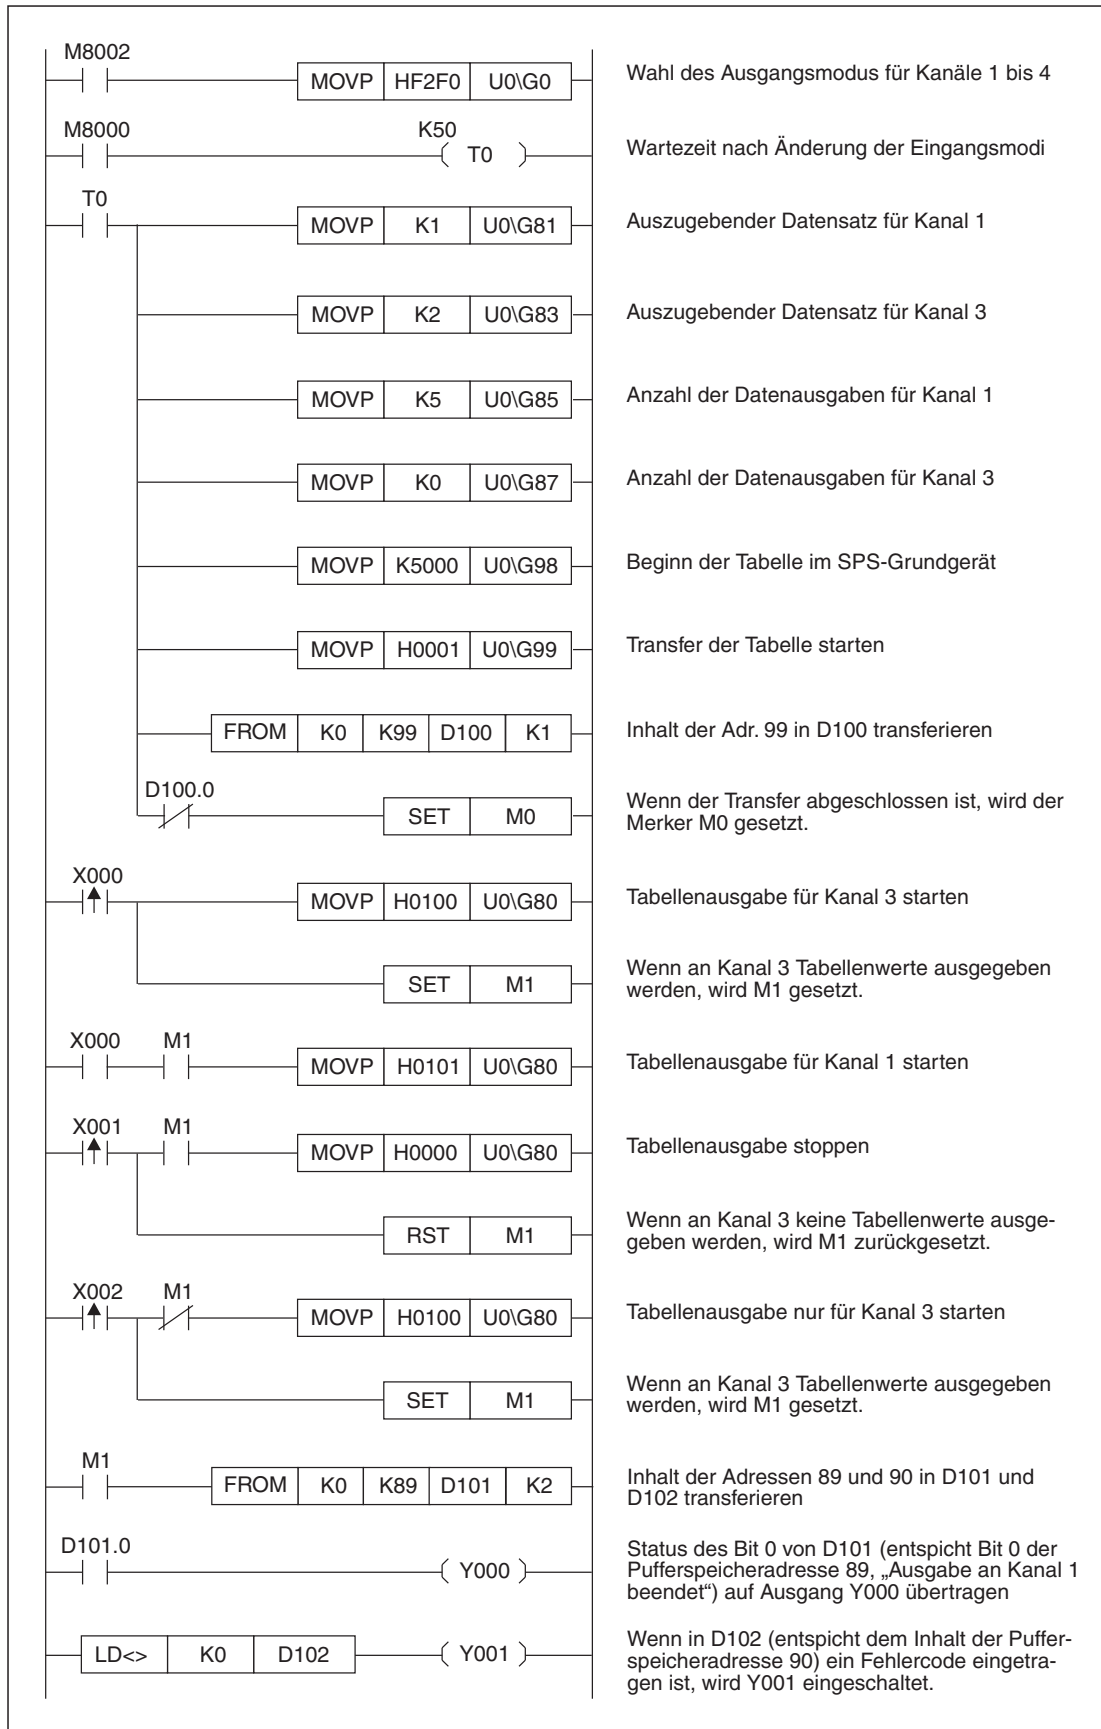 M8002
MOVP HF2F0 U0\G0 Wahl des Ausgangsmodus für Kanäle 1 bis 4
M8000 K50
T0 Wartezeit nach Änderung der Eingangsmodi
T0
MOVP K1 U0\G81 Auszugebender Datensatz für Kanal 1
MOVP K2 U0\G83 Auszugebender Datensatz für Kanal 3
MOVP K5 U0\G85 Anzahl der Datenausgaben für Kanal 1
MOVP K0 U0\G87 Anzahl der Datenausgaben für Kanal 3
MOVP K5000 U0\G98 Beginn der Tabelle im SPS-Grundgerät
MOVP H0001 U0\G99 Transfer der Tabelle starten
FROM K0 K99 D100 K1 Inhalt der Adr. 99 in D100 transferieren
D100.0
SET M0 Wenn der Transfer abgeschlossen ist, wird der
Merker M0 gesetzt.
X000
MOVP H0100 U0\G80 Tabellenausgabe für Kanal 3 starten
SET M1 Wenn an Kanal 3 Tabellenwerte ausgegeben
werden, wird M1 gesetzt.
X000 M1
MOVP H0101 U0\G80 Tabellenausgabe für Kanal 1 starten
X001 M1
MOVP H0000 U0\G80 Tabellenausgabe stoppen
RST M1 Wenn an Kanal 3 keine Tabellenwerte ausge-
geben werden, wird M1 zurückgesetzt.
X002 M1
MOVP H0100 U0\G80 Tabellenausgabe nur für Kanal 3 starten
SET M1 Wenn an Kanal 3 Tabellenwerte ausgegeben
werden, wird M1 gesetzt.
M1
FROM K0 K89 D101 K2 Inhalt der Adressen 89 und 90 in D101 und
D102 transferieren
D101.0
Y000 Status des Bit 0 von D101 (entspicht Bit 0 der
Pufferspeicheradresse 89, „Ausgabe an Kanal 1
beendet“) auf Ausgang Y000 übertragen
LD<> K0 D102 Y001 Wenn in D102 (entspicht dem Inhalt der Puffer-
speicheradresse 90) ein Fehlercode eingetra-
gen ist, wird Y001 eingeschaltet.